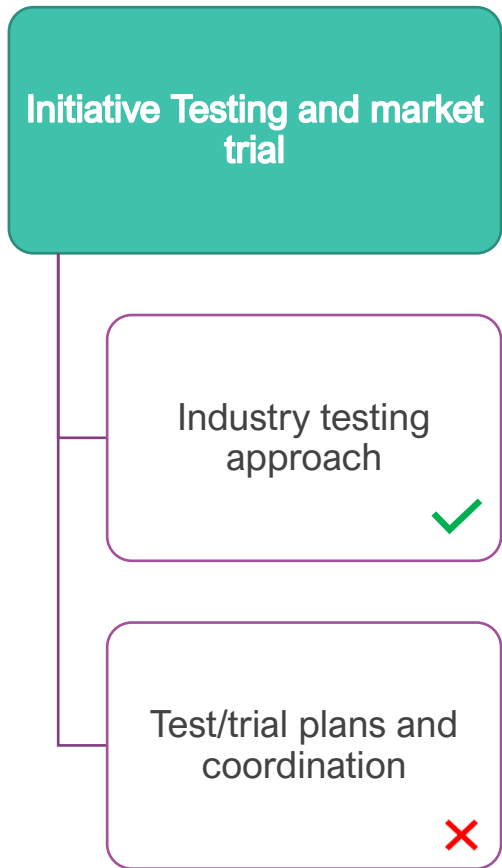 Initiative Testing and market
trial
Industry testing
approach
Test/trial plans and
coordination